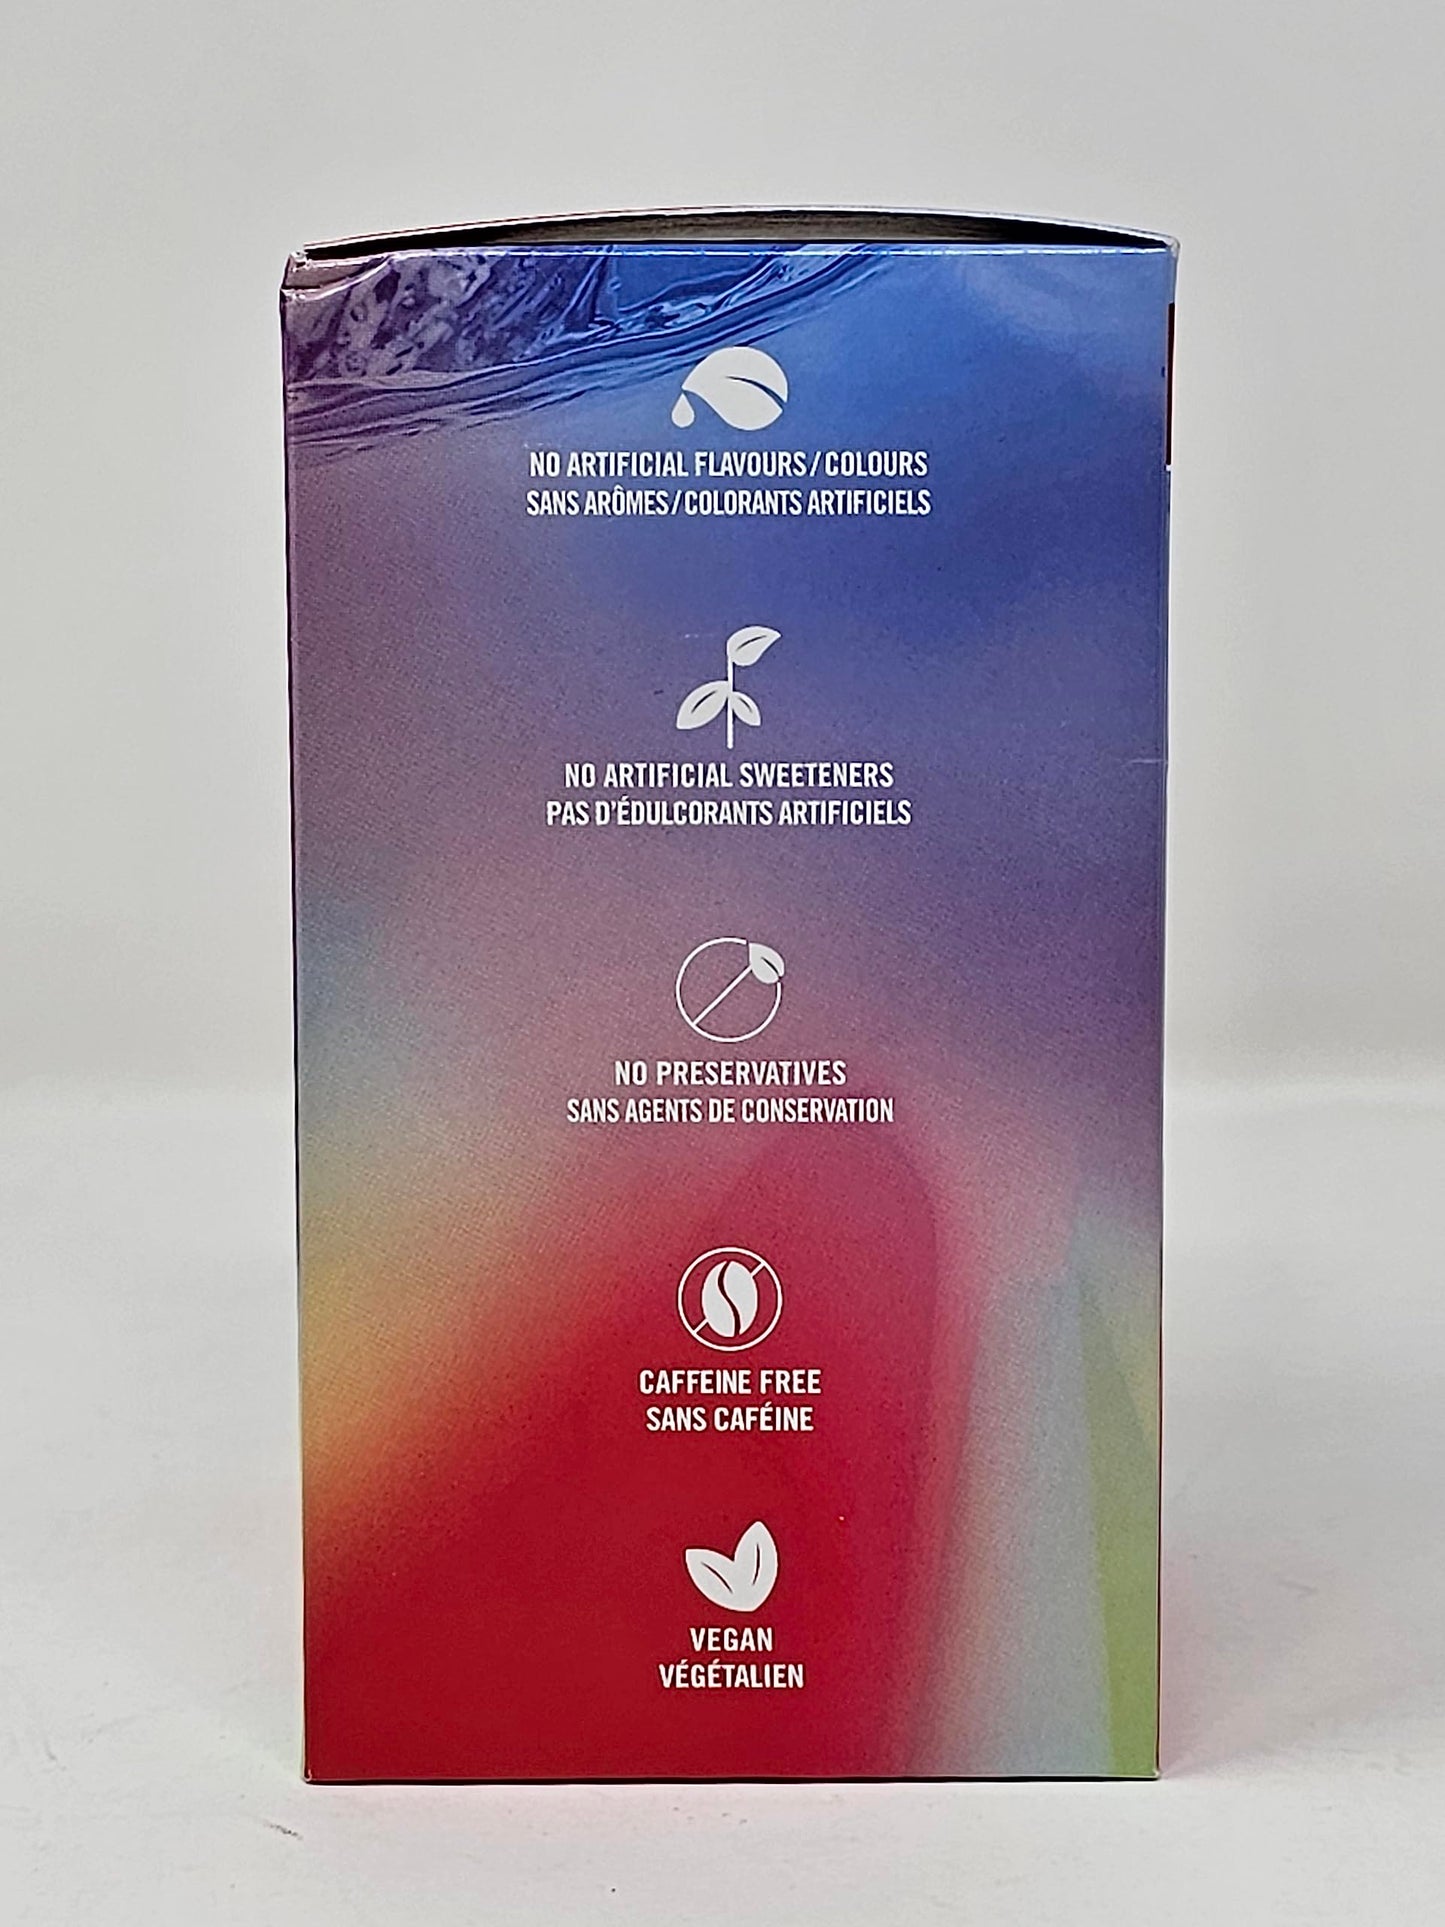 NO ARTIFICIAL FLAVOURS/COLOURS
SANS ARÔMES/COLORANTS ARTIFICIELS
NO ARTIFICIAL SWEETENERS
PAS D'ÉDULCORANTS ARTIFICIELS
NO PRESERVATIVES
SANS AGENTS DE CONSERVATION
CAFFEINE FREE
SANS CAFÉINE
VEGAN
VÉGÉTALIEN